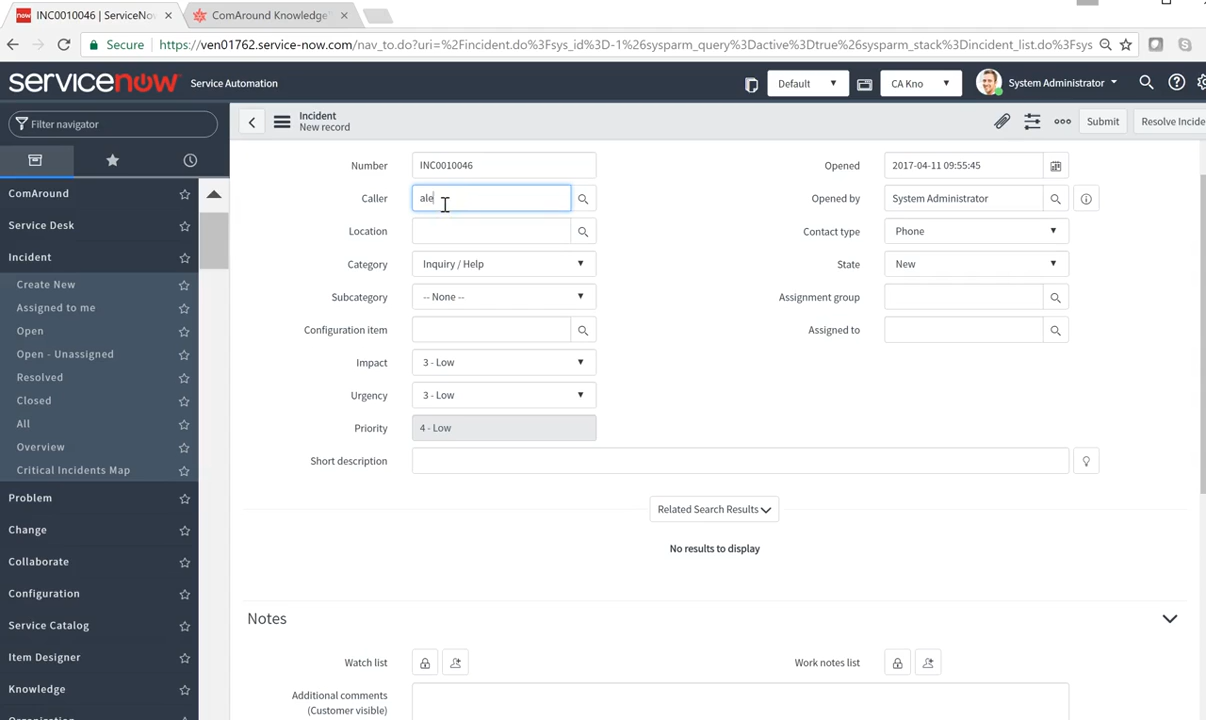 INC0010046 | ServiceNo
ComAround Knowledge
Secure
https://ven01762.service-now.com/nav_to.do?uri=%2Fincident.do%3Fsys_id%3D-1%26sysparm_query%3Dactive%3Dtrue%26sysparm_stack%3Dincident_list.do%3Fsys
servicenow
Service Automation
Default
CA Kno
System Administrator
Filter navigator
ComAround
Service Desk
Incident
Create New
Assigned to me
Open
Open - Unassigned
Resolved
Closed
All
Overview
Critical Incidents Map
Problem
Change
Collaborate
Configuration
Service Catalog
Item Designer
Knowledge
Incident
New record
Submit
Resolve Incide
Number INC0010046
Caller ale
Location
Category Inquiry / Help
Subcategory -- None --
Configuration item
Impact 3 - Low
Urgency 3 - Low
Priority 4 - Low
Short description
Opened 2017-04-11 09:55:45
Opened by System Administrator
Contact type Phone
State New
Assignment group
Assigned to
Related Search Results
No results to display
Notes
Watch list
Work notes list
Additional comments
(Customer visible)